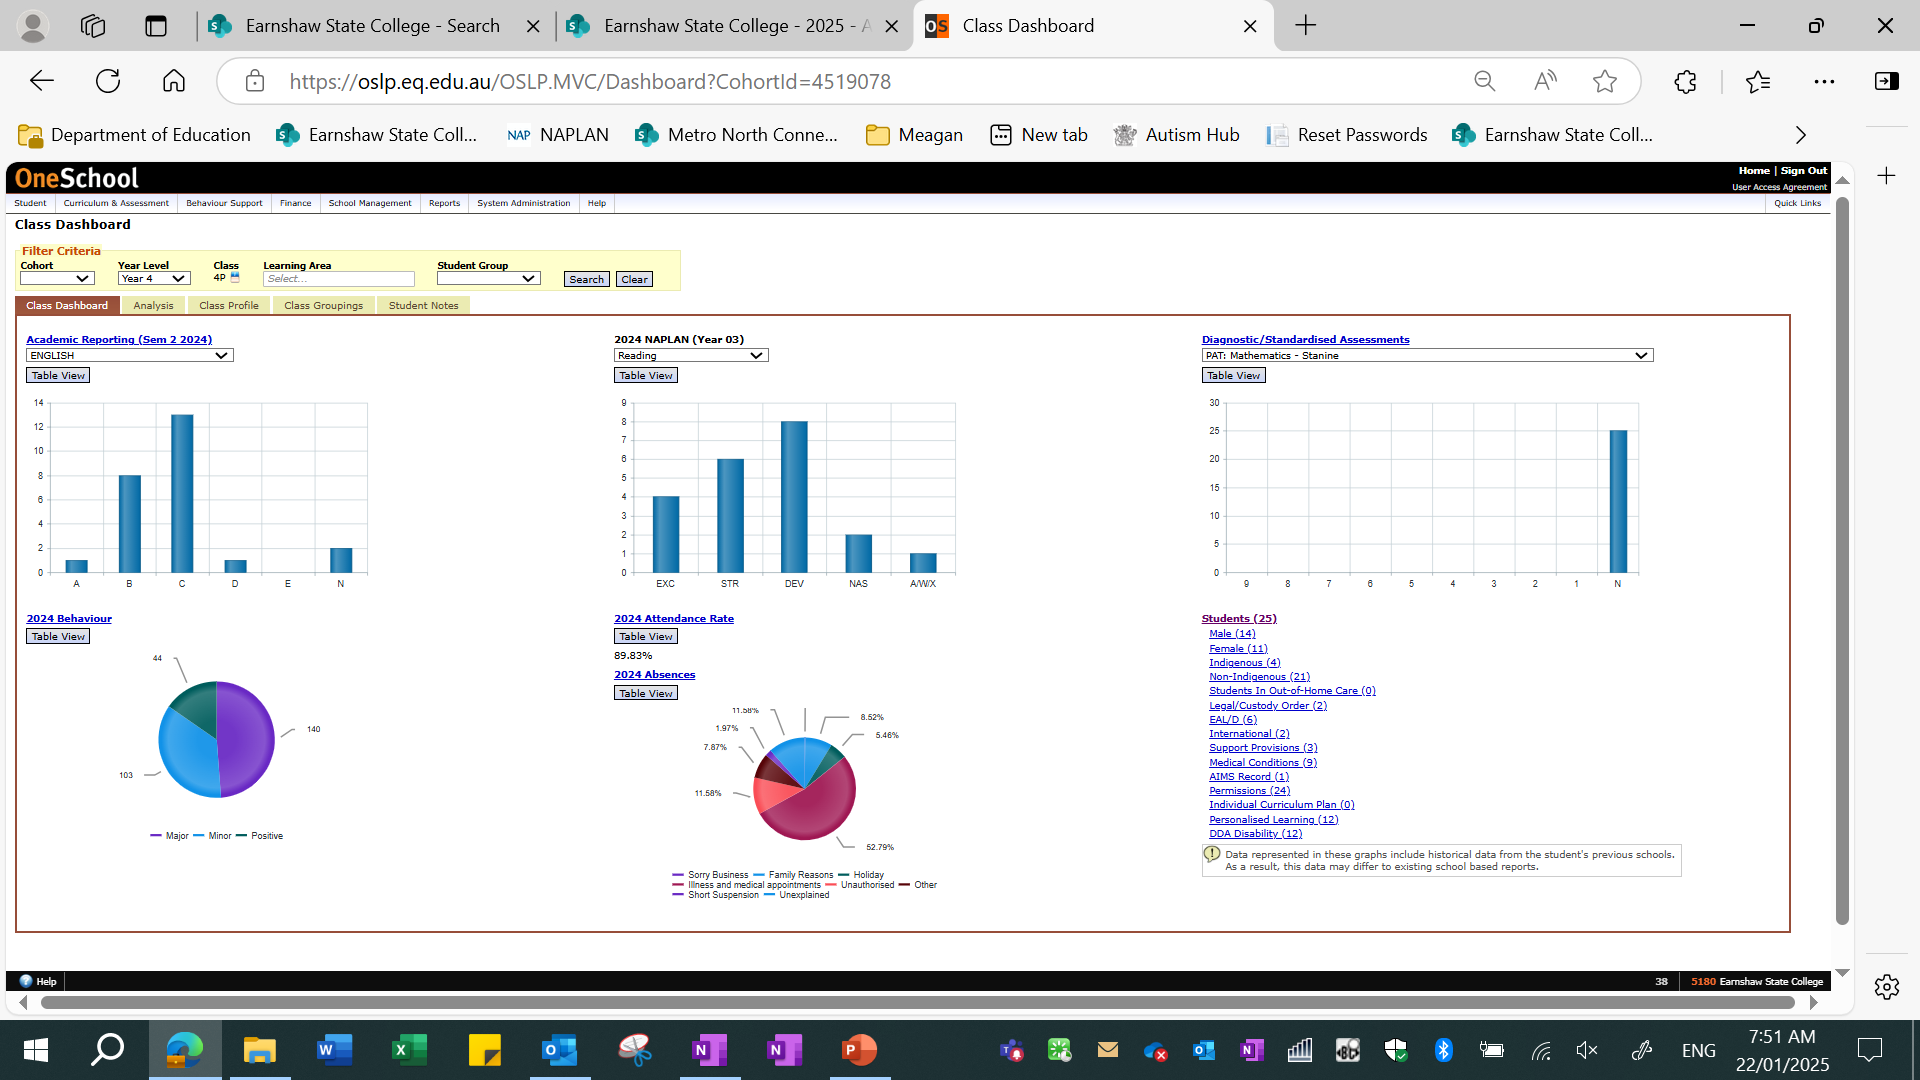 Earnshaw State College - Search
Earnshaw State College - 2025 - A
OS Class Dashboard
https://oslp.eq.edu.au/OSLP.MVC/Dashboard?CohortId=4519078
Department of Education
Earnshaw State Coll...
NAP NAPLAN
Metro North Conne...
Meagan
New tab
Autism Hub
Reset Passwords
Earnshaw State Coll...
OneSchool
Home | Sign Out
User Access Agreement
Student Curriculum & Assessment Behaviour Support Finance School Management Reports System Administration Help Quick Links
Class Dashboard
Filter Criteria
Cohort Year Level Class Learning Area Student Group
Year 4 4P Select... Search Clear
Class Dashboard Analysis Class Profile Class Groupings Student Notes
Academic Reporting (Sem 2 2024)
ENGLISH
Table View
14
12
10
8
6
4
2
0
A B C D E N
2024 NAPLAN (Year 03)
Reading
Table View
9
8
7
6
5
4
3
2
1
0
EXC STR DEV NAS A/W/X
Diagnostic/Standardised Assessments
PAT: Mathematics - Stanine
Table View
30
25
20
15
10
5
0
9 8 7 6 5 4 3 2 1 N
2024 Behaviour
Table View
44
140
103
Major Minor Positive
2024 Attendance Rate
Table View
89.83%
2024 Absences
Table View
11.58%
8.52%
1.97%
5.46%
7.87%
11.58%
52.79%
Sorry Business Family Reasons Holiday
Illness and medical appointments Unauthorised Other
Short Suspension Unexplained
Students (25)
Male (14)
Female (11)
Indigenous (4)
Non-Indigenous (21)
Students In Out-of-Home Care (0)
Legal/Custody Order (2)
EAL/D (6)
International (2)
Support Provisions (3)
Medical Conditions (9)
AIMS Record (1)
Permissions (24)
Individual Curriculum Plan (0)
Personalised Learning (12)
DDA Disability (12)
Data represented in these graphs include historical data from the student's previous schools.
As a result, this data may differ to existing school based reports.
Help
38 5180 Earnshaw State College
ENG
7:51 AM
22/01/2025